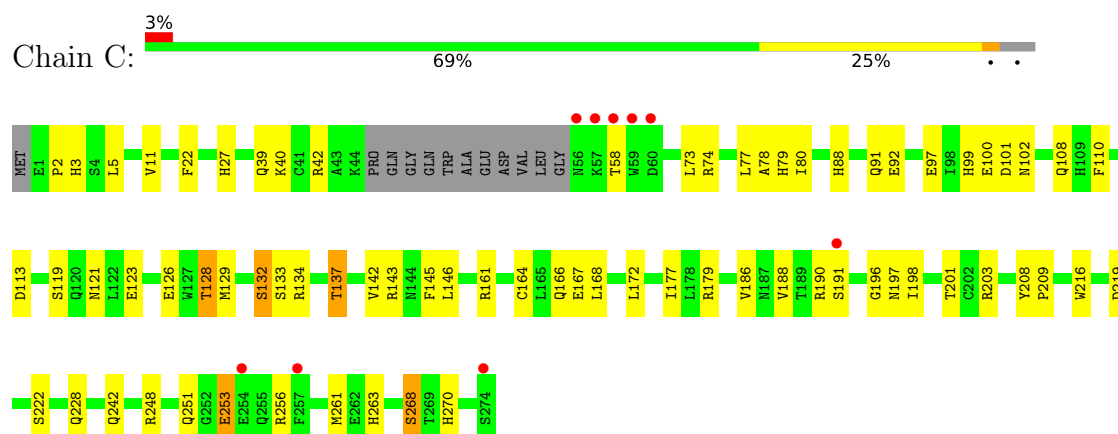 3%
Chain C:
69% 25% • •
MET E1 P2 H3 S4 L5 V11 F22 H27 Q39 K40 C41 R42 A43 K44 PRO GLN GLY GLN TRP ALA GLU ASP VAL LEU GLY N56 K57 T58 W59 D60 L73 R74 L77 A78 H79 I80 H88 Q91 E92 E97 I98 H99 E100 D101 N102 Q108 H109 F110
D113 S119 Q120 N121 L122 E123 E126 W127 T128 M129 S132 S133 R134 T137 V142 R143 N144 F145 L146 R161 C164 L165 Q166 E167 L168 L172 I177 L178 R179 V186 N187 V188 T189 R190 S191 G196 N197 I198 T201 C202 R203 Y208 P209 W216
S222 Q228 Q242 R248 Q251 G252 E253 E254 Q255 R256 F257 M261 E262 H263 S268 T269 H270 S274